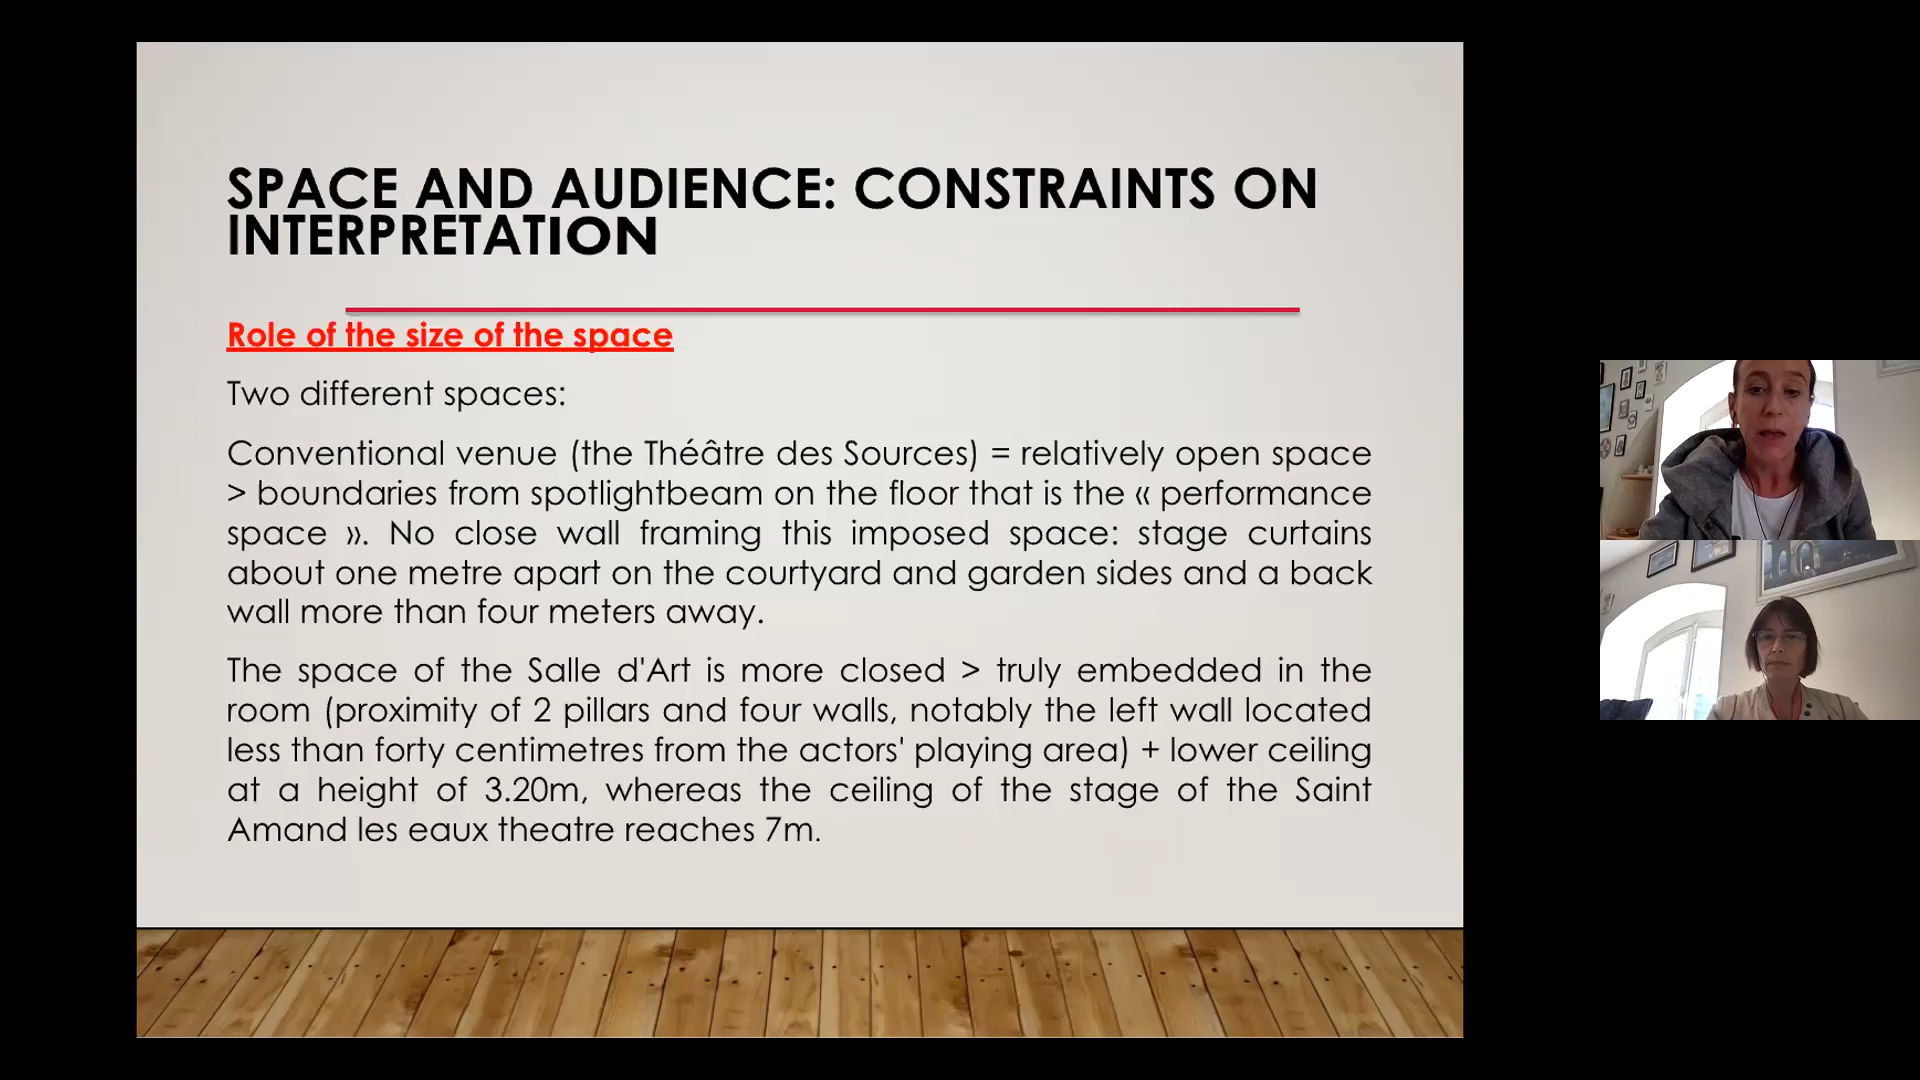 SPACE AND AUDIENCE: CONSTRAINTS ON
INTERPRETATION
Role of the size of the space
Two different spaces:
Conventional venue (the Théâtre des Sources) = relatively open space
> boundaries from spotlightbeam on the floor that is the « performance
space ». No close wall framing this imposed space: stage curtains
about one metre apart on the courtyard and garden sides and a back
wall more than four meters away.
The space of the Salle d'Art is more closed > truly embedded in the
room (proximity of 2 pillars and four walls, notably the left wall located
less than forty centimetres from the actors' playing area) + lower ceiling
at a height of 3.20m, whereas the ceiling of the stage of the Saint
Amand les eaux theatre reaches 7m.